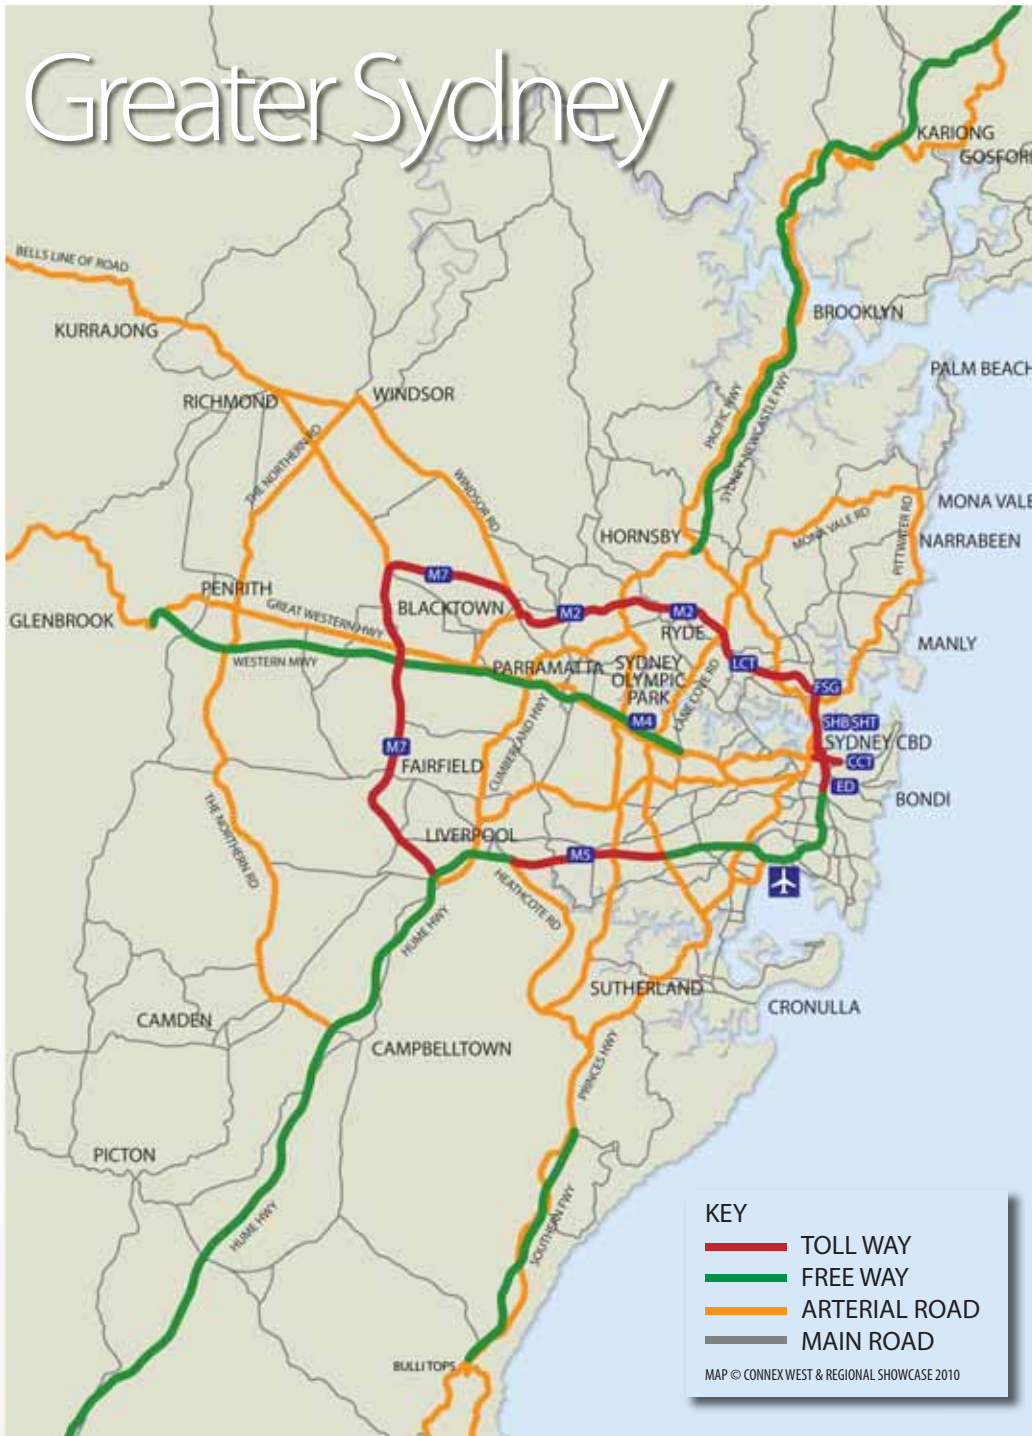 Greater Sydney
KARIONG
GOSFOR
BELLS LINE OF ROAD
KURRAJONG
BROOKLYN
PALM BEACH
RICHMOND
WINDSOR
PACIFIC HWY
SYDNEY-NEWCASTLE FWY
THE NORTHERN RD
WINDSOR RD
MONA VALE
MONA VALE RD
PITTWATER RD
HORNSBY
NARRABEEN
M7
PENRITH
BLACKTOWN
M2
M2
GLENBROOK
GREAT WESTERN HWY
RYDE
MANLY
WESTERN MWY
PARRAMATTA
SYDNEY
OLYMPIC
PARK
LCT
LANE COVE RD
FSG
M4
SHB SHT
CUMBERLAND HWY
M7
SYDNEY CBD
FAIRFIELD
CCT
ED
BONDI
THE NORTHERN RD
LIVERPOOL
M5
HEATHCOTE RD
HUME HWY
SUTHERLAND
CRONULLA
CAMDEN
CAMPBELLTOWN
PRINCES HWY
PICTON
HUME HWY
SOUTHERN FWY
BULLI TOPS
KEY
TOLL WAY
FREE WAY
ARTERIAL ROAD
MAIN ROAD
MAP © CONNEX WEST & REGIONAL SHOWCASE 2010